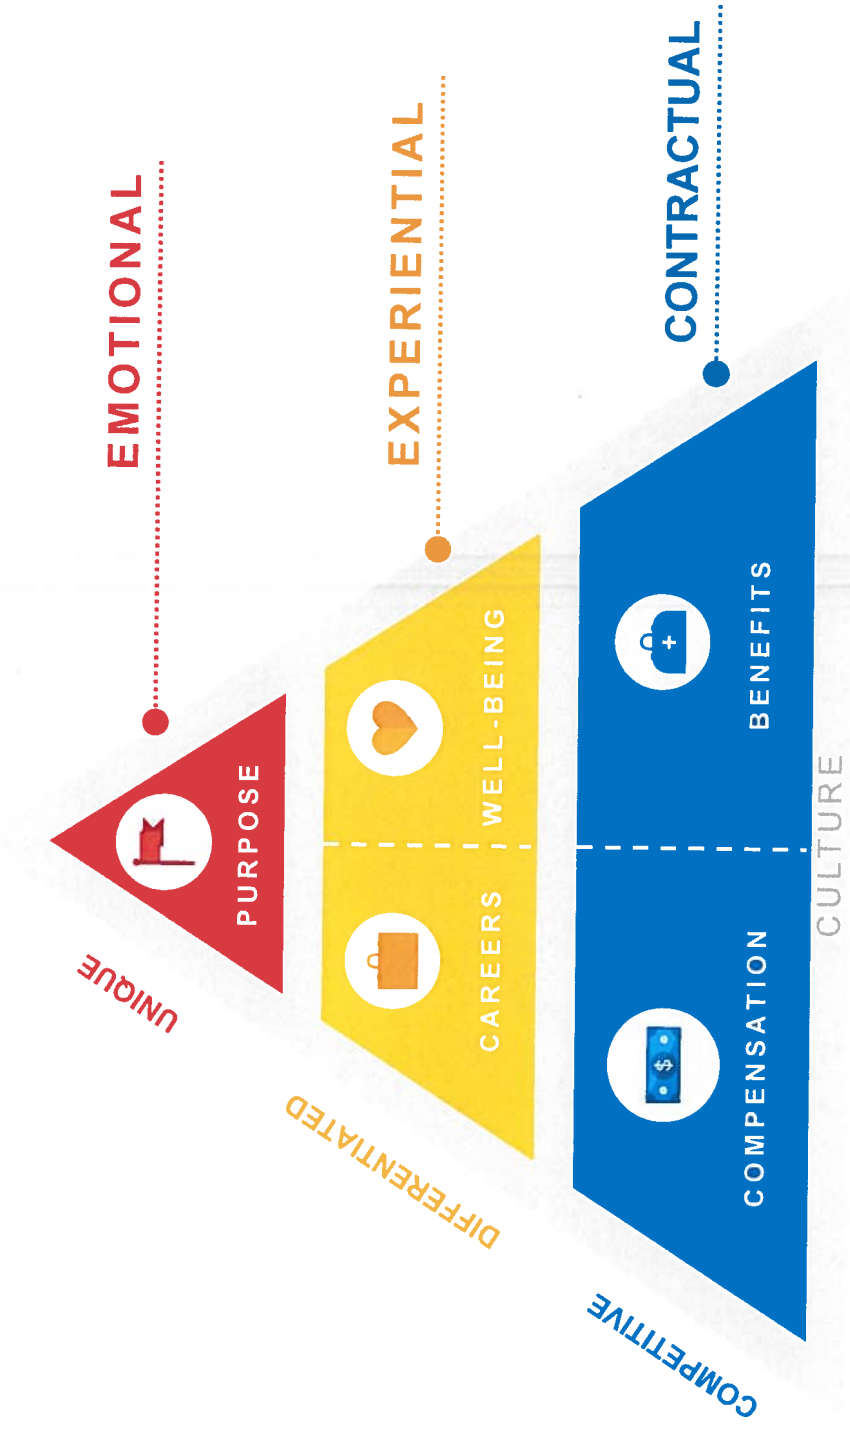 EMOTIONAL
UNIQUE
PURPOSE
EXPERIENTIAL
DIFFERENTIATED
CAREERS
WELL-BEING
CONTRACTUAL
COMPETITIVE
$
COMPENSATION
BENEFITS
CULTURE